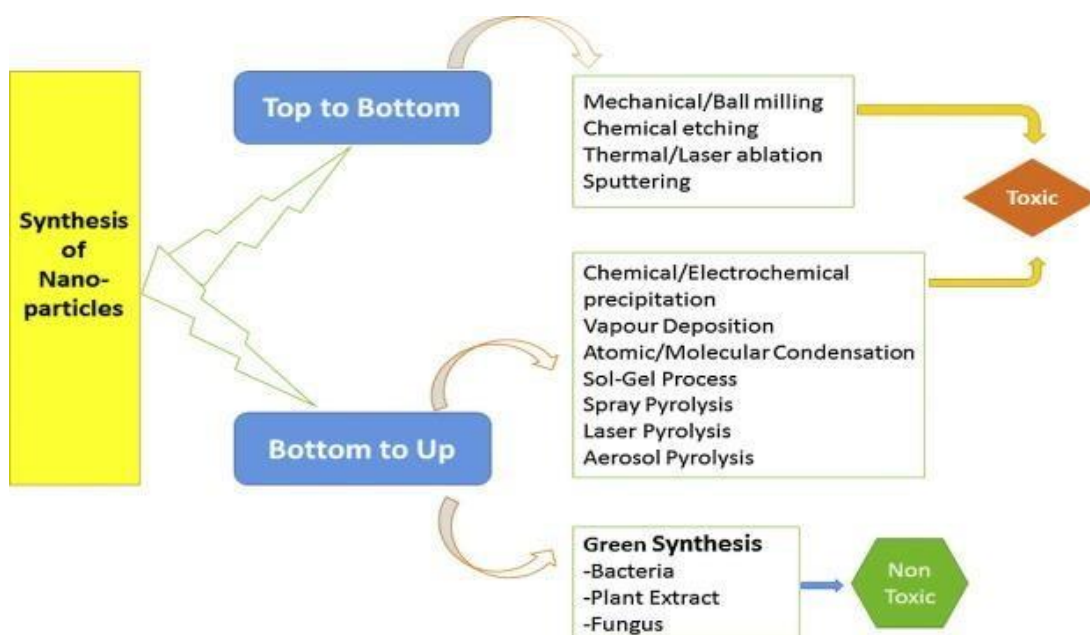 Synthesis
of
Nano-
particles
Top to Bottom
Mechanical/Ball milling
Chemical etching
Thermal/Laser ablation
Sputtering
Toxic
Chemical/Electrochemical
precipitation
Vapour Deposition
Atomic/Molecular Condensation
Sol-Gel Process
Spray Pyrolysis
Laser Pyrolysis
Aerosol Pyrolysis
Bottom to Up
Green Synthesis
-Bacteria
-Plant Extract
-Fungus
Non
Toxic